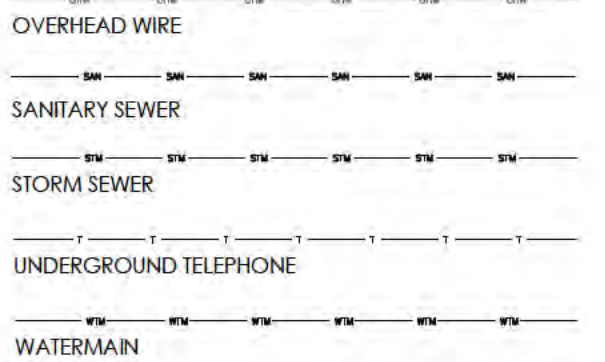 OVERHEAD WIRE
SAN SAN SAN SAN SAN SAN
SANITARY SEWER
STM STM STM STM STM STM
STORM SEWER
T T T T T T T
UNDERGROUND TELEPHONE
WTM WTM WTM WTM WTM WTM
WATERMAIN